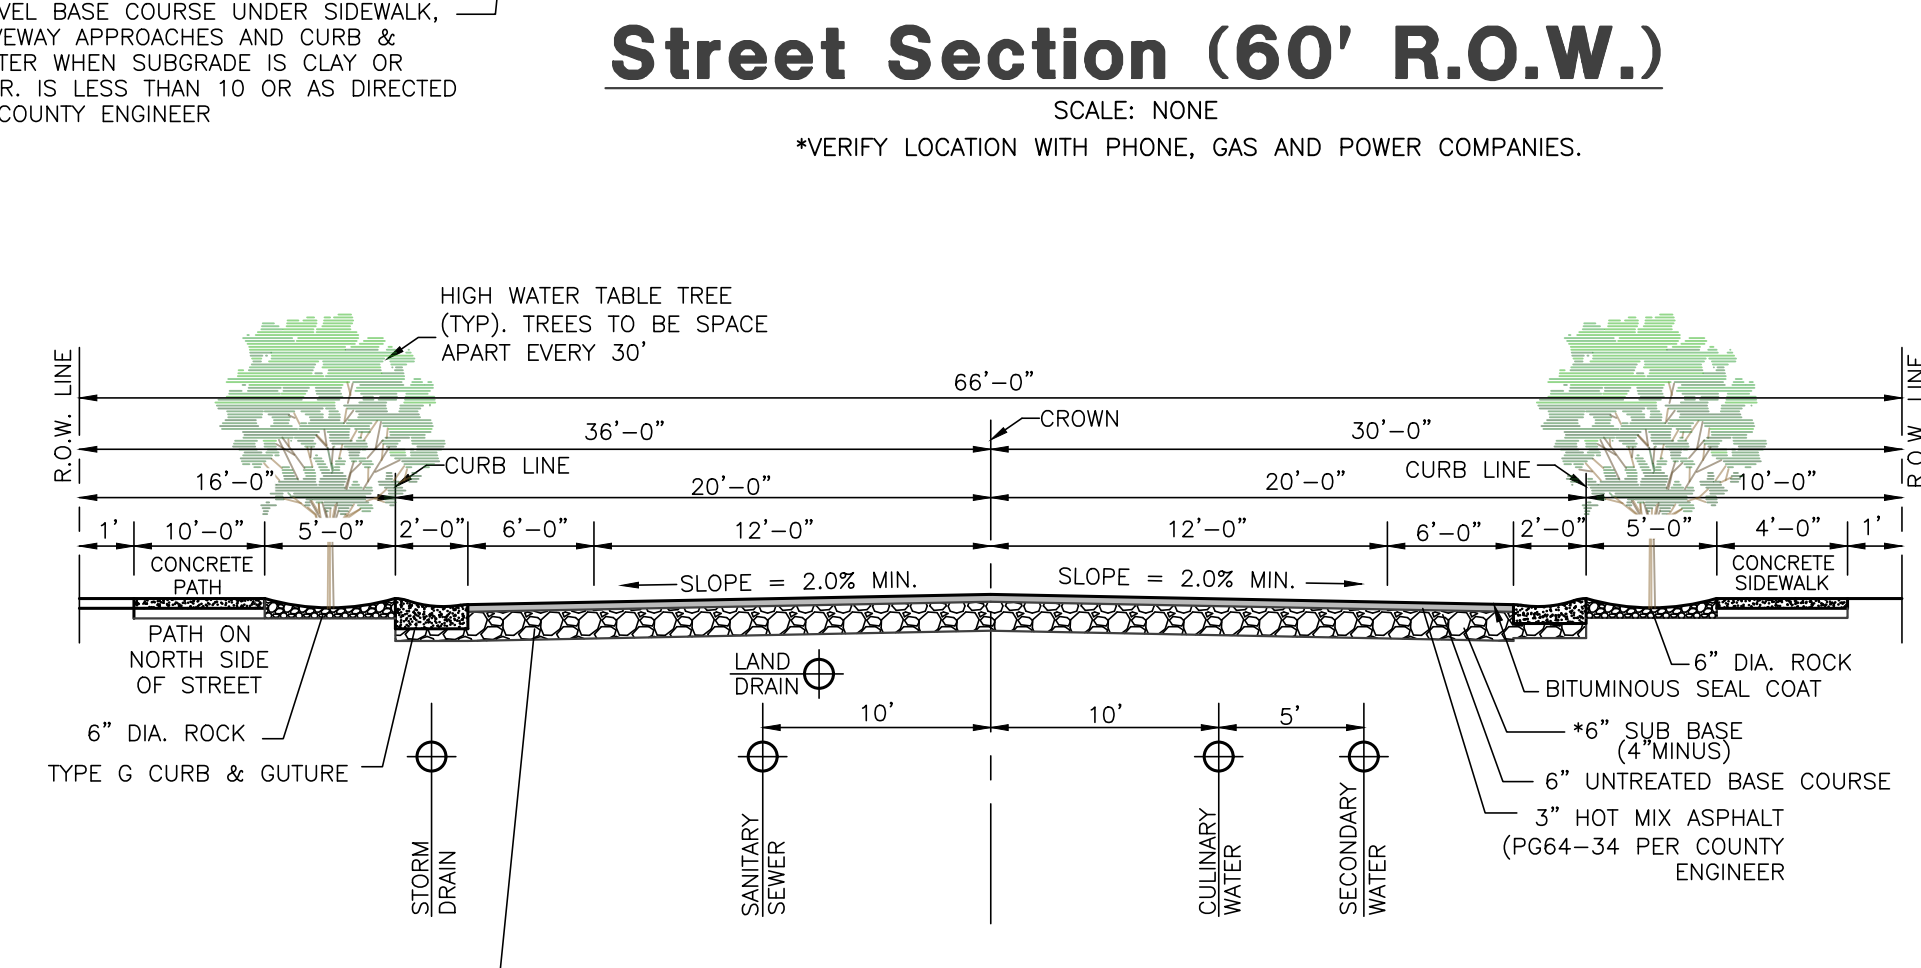 VEL BASE COURSE UNDER SIDEWALK,
EWAY APPROACHES AND CURB &
TER WHEN SUBGRADE IS CLAY OR
R. IS LESS THAN 10 OR AS DIRECTED
COUNTY ENGINEER
Street Section (60' R.O.W.)
SCALE: NONE
*VERIFY LOCATION WITH PHONE, GAS AND POWER COMPANIES.
HIGH WATER TABLE TREE
(TYP). TREES TO BE SPACE
APART EVERY 30'
R.O.W. LINE
R.O.W. LINE
66'-0"
CROWN
36'-0"
30'-0"
CURB LINE
CURB LINE
16'-0"
20'-0"
20'-0"
10'-0"
1'
10'-0"
5'-0"
2'-0"
6'-0"
12'-0"
12'-0"
6'-0"
2'-0"
5'-0"
4'-0"
1'
CONCRETE
PATH
SLOPE = 2.0% MIN.
SLOPE = 2.0% MIN.
CONCRETE
SIDEWALK
PATH ON
NORTH SIDE
OF STREET
LAND
DRAIN
6" DIA. ROCK
TYPE G CURB & GUTURE
10'
10'
5'
6" DIA. ROCK
BITUMINOUS SEAL COAT
*6" SUB BASE
(4"MINUS)
6" UNTREATED BASE COURSE
3" HOT MIX ASPHALT
(PG64-34 PER COUNTY
ENGINEER
STORM
DRAIN
SANITARY
SEWER
CULINARY
WATER
SECONDARY
WATER